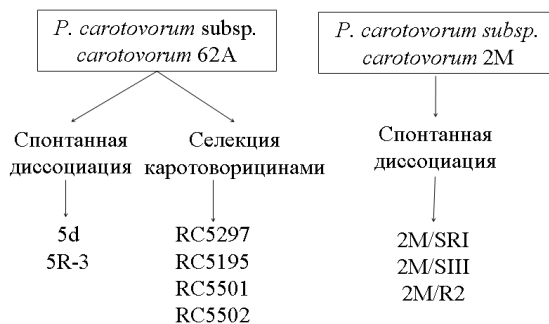 P. carotovorum subsp.
carotovorum 62A
P. carotovorum subsp.
carotovorum 2M
Спонтанная
диссоциация
Селекция
каротоворицинами
Спонтанная
диссоциация
5d
5R-3
RC5297
RC5195
RC5501
RC5502
2M/SRI
2M/SIII
2M/R2